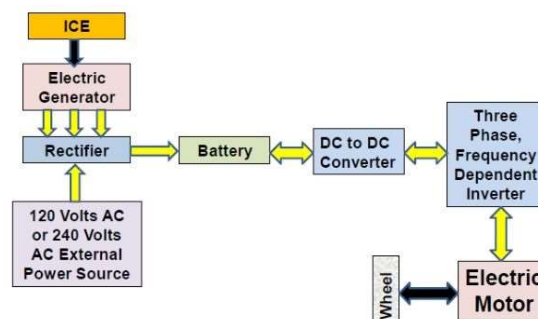 ICE
Electric
Generator
Rectifier
Battery
DC to DC
Converter
Three
Phase,
Frequency
Dependent
Inverter
120 Volts AC
or 240 Volts
AC External
Power Source
Wheel
Electric
Motor